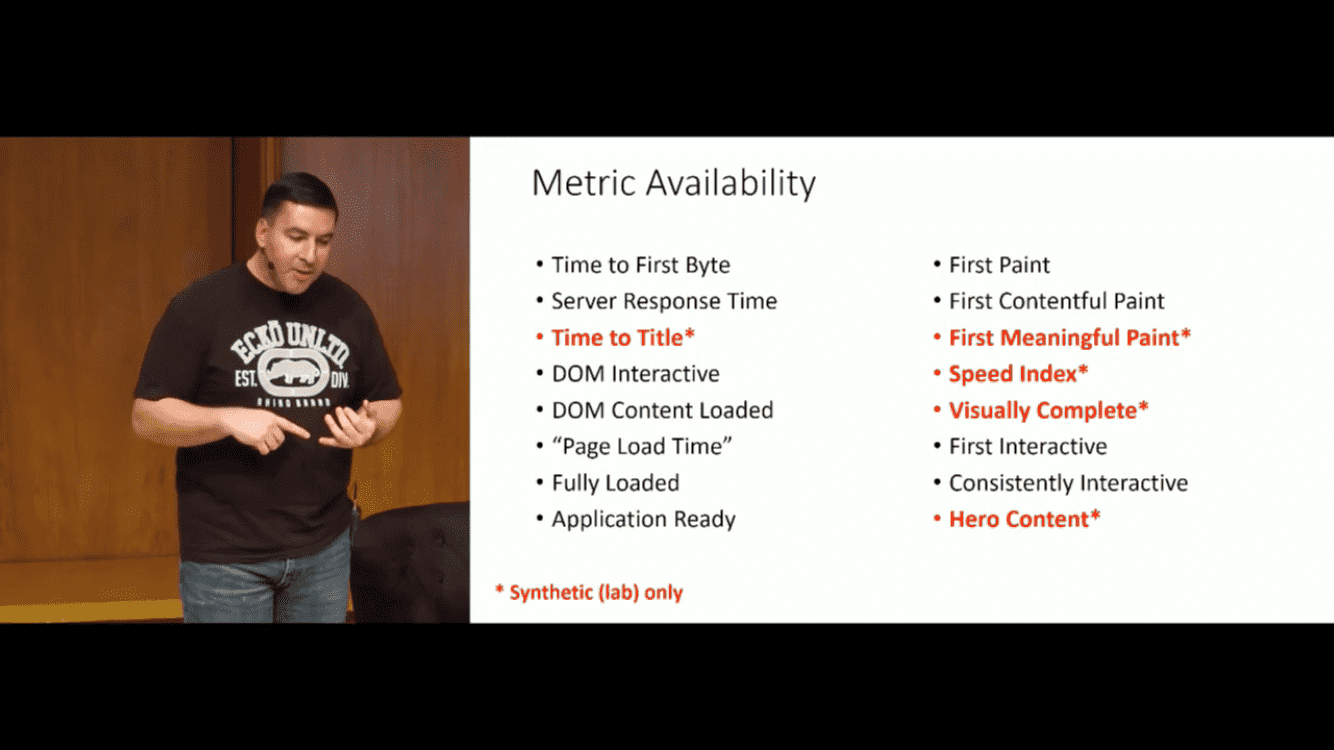 Metric Availability
• Time to First Byte
• Server Response Time
• Time to Title*
• DOM Interactive
• DOM Content Loaded
• “Page Load Time”
• Fully Loaded
• Application Ready
• First Paint
• First Contentful Paint
• First Meaningful Paint*
• Speed Index*
• Visually Complete*
• First Interactive
• Consistently Interactive
• Hero Content*
* Synthetic (lab) only
ECKO UNLTD.
EST. DIV.
RHINO BRAND